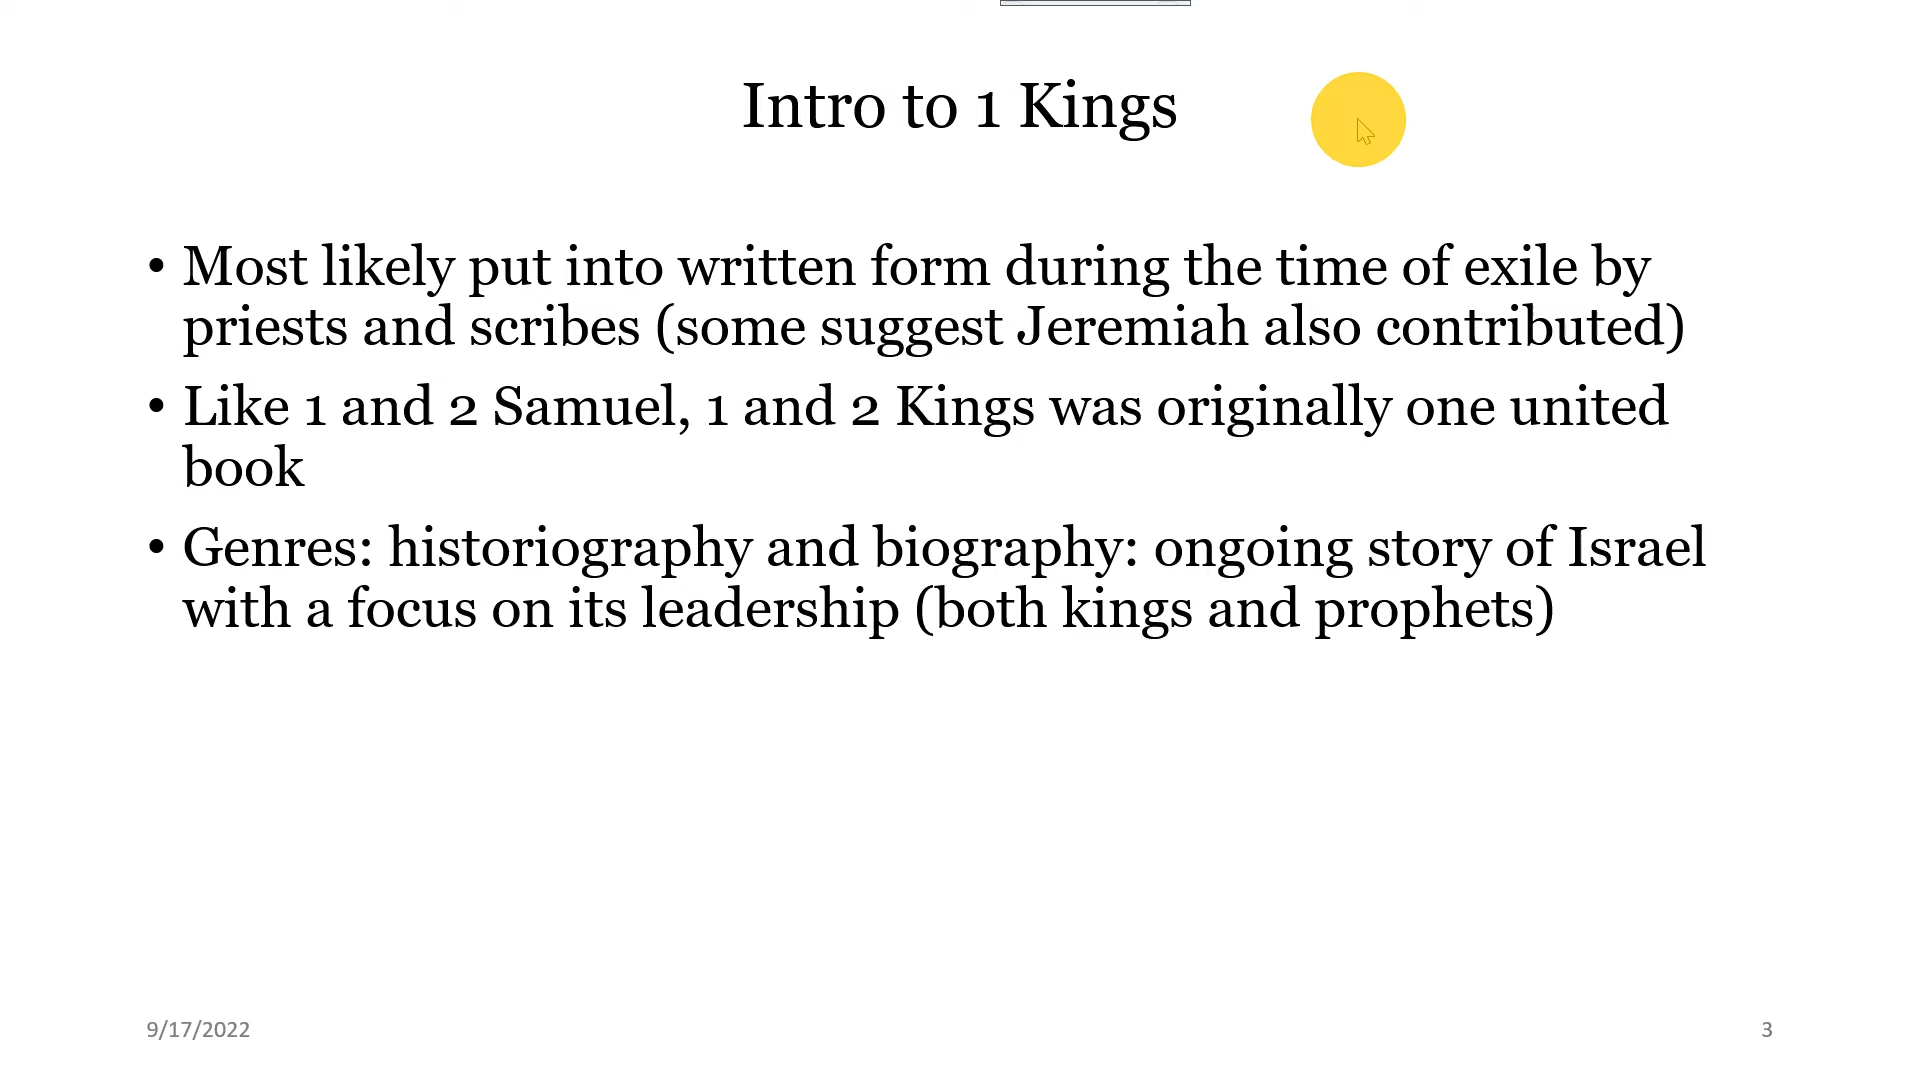 Intro to 1 Kings
• Most likely put into written form during the time of exile by
priests and scribes (some suggest Jeremiah also contributed)
• Like 1 and 2 Samuel, 1 and 2 Kings was originally one united
book
• Genres: historiography and biography: ongoing story of Israel
with a focus on its leadership (both kings and prophets)
9/17/2022
3